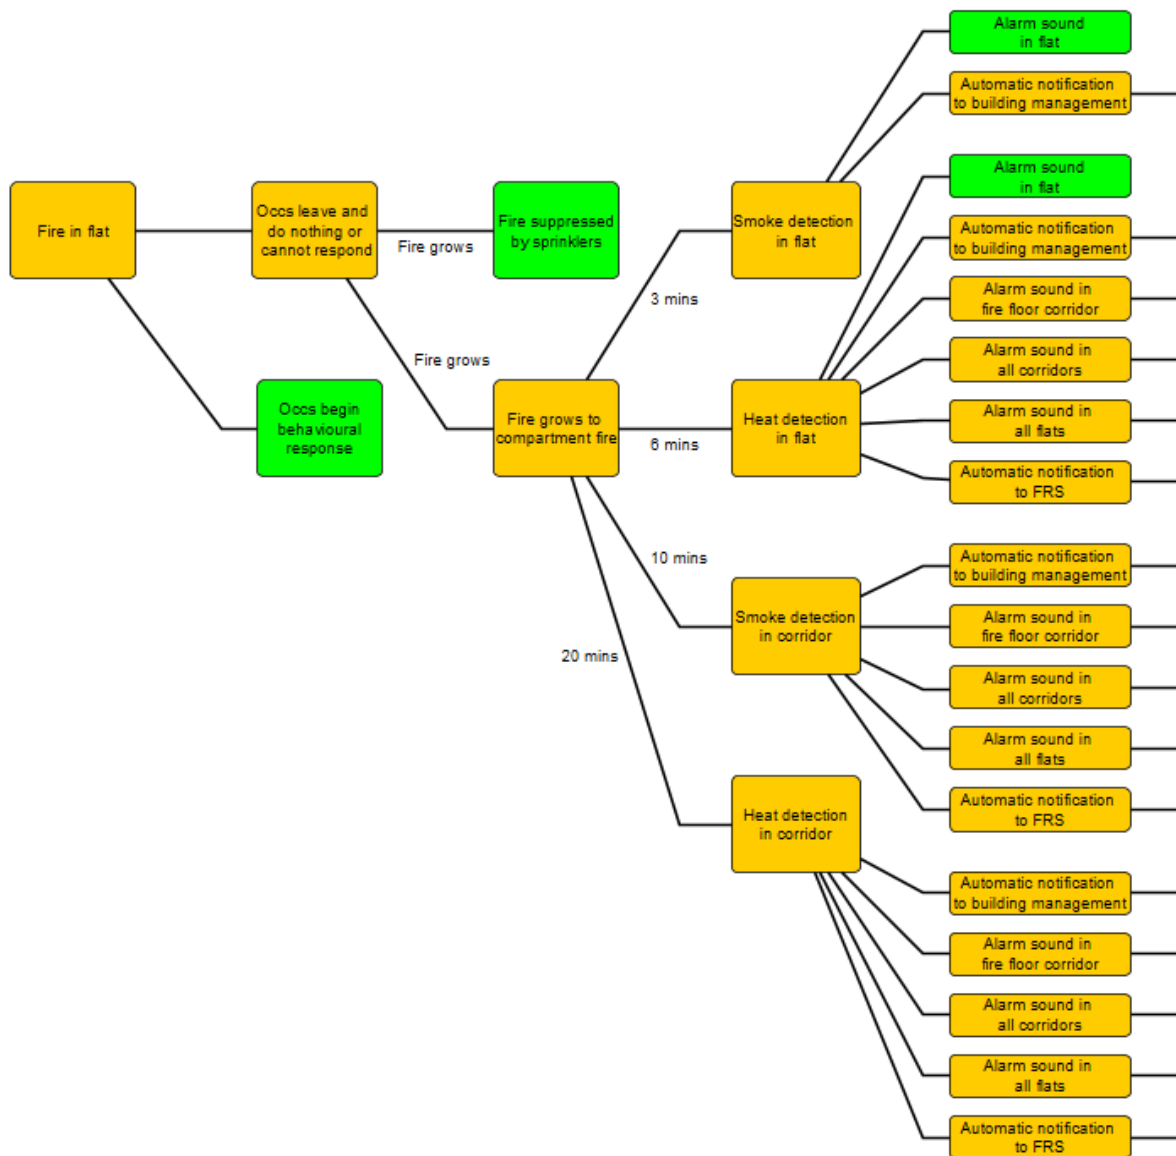 Fire in flat
Occs leave and
do nothing or
cannot respond
Occs begin
behavioural
response
Fire grows
Fire grows
Fire suppressed
by sprinklers
Fire grows to
compartment fire
3 mins
6 mins
10 mins
20 mins
Smoke detection
in flat
Alarm sound
in flat
Automatic notification
to building management
Heat detection
in flat
Alarm sound
in flat
Automatic notification
to building management
Alarm sound in
fire floor corridor
Alarm sound in
all corridors
Alarm sound in
all flats
Automatic notification
to FRS
Smoke detection
in corridor
Automatic notification
to building management
Alarm sound in
fire floor corridor
Alarm sound in
all corridors
Alarm sound in
all flats
Automatic notification
to FRS
Heat detection
in corridor
Automatic notification
to building management
Alarm sound in
fire floor corridor
Alarm sound in
all corridors
Alarm sound in
all flats
Automatic notification
to FRS